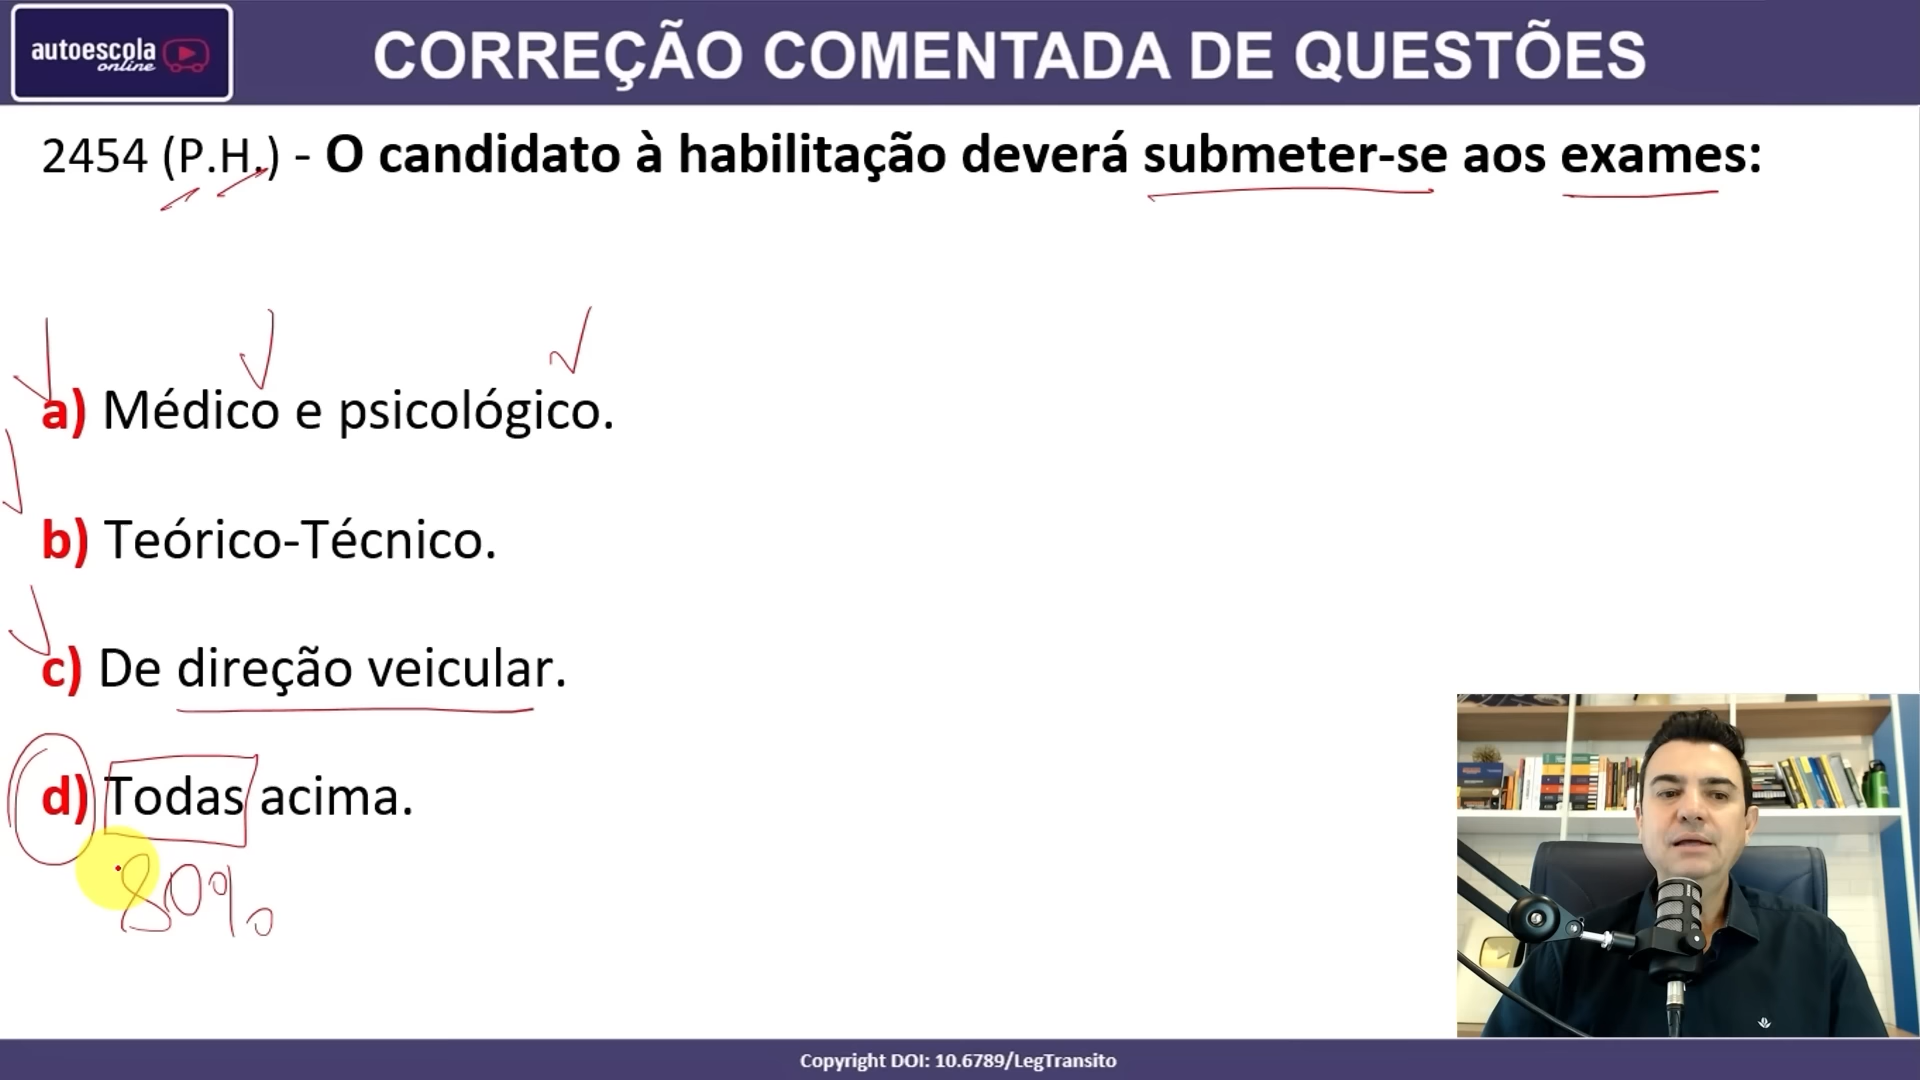 autoescola
online
CORREÇÃO COMENTADA DE QUESTÕES
2454 (P.H.) - O candidato à habilitação deverá submeter-se aos exames:
a) Médico e psicológico.
b) Teórico-Técnico.
c) De direção veicular.
d) Todas acima.
80%
Copyright DOI: 10.6789/LegTransito